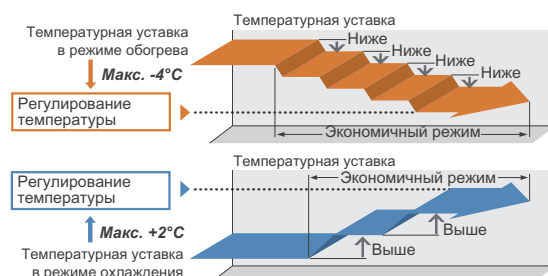 Температурная уставка
Температурная уставка
в режиме обогрева
Ниже
Ниже
Ниже
Ниже
Макс. -4°C
Регулирование
температуры
Экономичный режим
Температурная уставка
Экономичный режим
Регулирование
температуры
Макс. +2°C
Выше
Выше
Температурная уставка
в режиме охлаждения